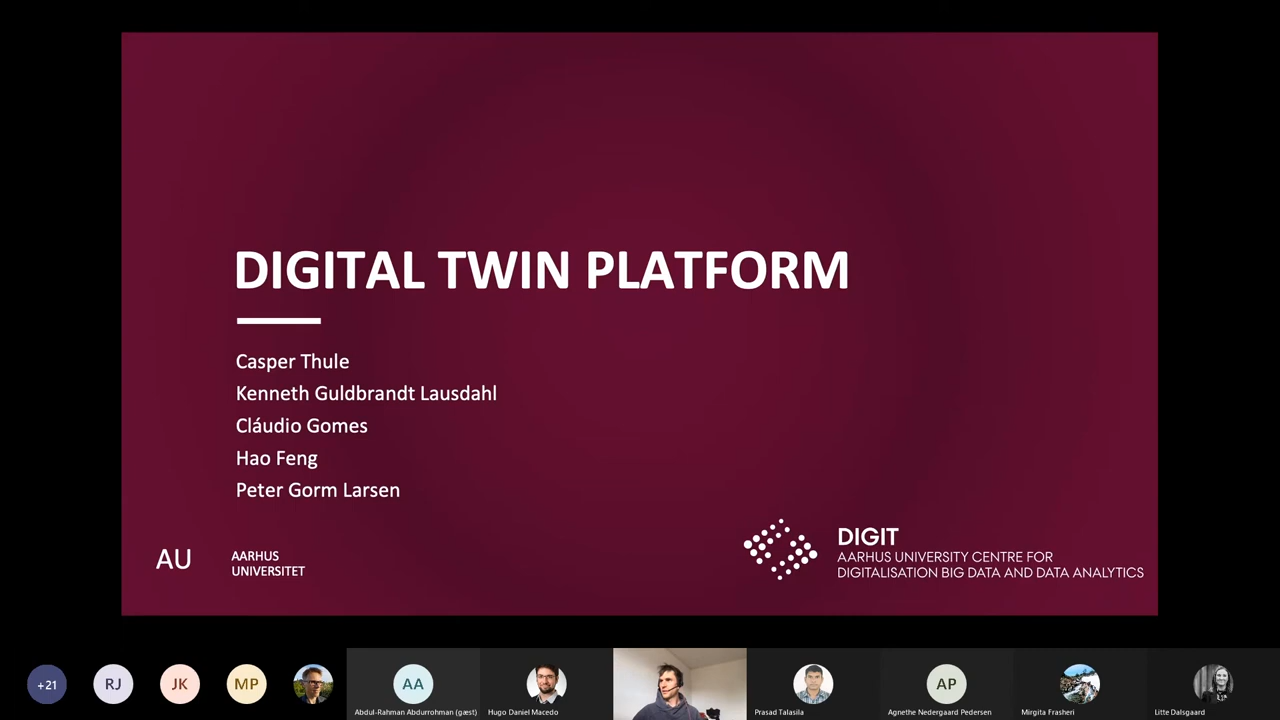 DIGITAL TWIN PLATFORM
Casper Thule
Kenneth Guldbrandt Lausdahl
Cláudio Gomes
Hao Feng
Peter Gorm Larsen
AU
AARHUS
UNIVERSITET
DIGIT
AARHUS UNIVERSITY CENTRE FOR
DIGITALISATION BIG DATA AND DATA ANALYTICS
+21
RJ
JK
MP
AA
Abdul-Rahman Abdurrohman (gæst)
Hugo Daniel Macedo
Prasad Talasila
AP
Agnethe Nedergaard Pedersen
Mirgita Frasheri
Litte Dalsgaard